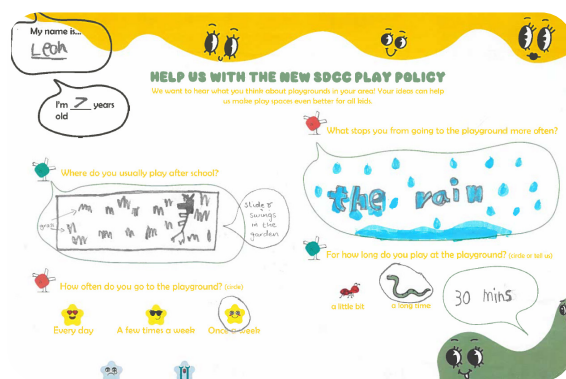 My name is...
Leah
I'm 7 years
old
HELP US WITH THE NEW SDCC PLAY POLICY
We want to hear what you think about playgrounds in your area! Your ideas can help
us make play spaces even better for all kids.
Where do you usually play after school?
grass
slide &
swings
in the
garden
How often do you go to the playground? (circle)
Every day
A few times a week
Once a week
What stops you from going to the playground more often?
the rain
For how long do you play at the playground? (circle or tell us)
a little bit
a long time
30 mins